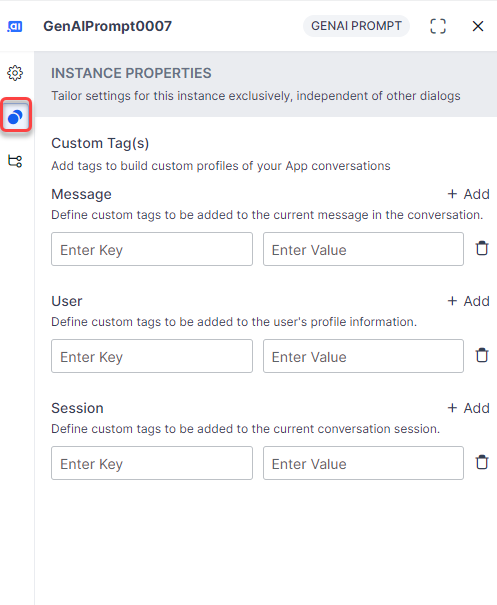 .ai GenAIPrompt0007 GENAI PROMPT
INSTANCE PROPERTIES
Tailor settings for this instance exclusively, independent of other dialogs
Custom Tag(s)
Add tags to build custom profiles of your App conversations
Message + Add
Define custom tags to be added to the current message in the conversation.
Enter Key Enter Value
User + Add
Define custom tags to be added to the user's profile information.
Enter Key Enter Value
Session + Add
Define custom tags to be added to the current conversation session.
Enter Key Enter Value